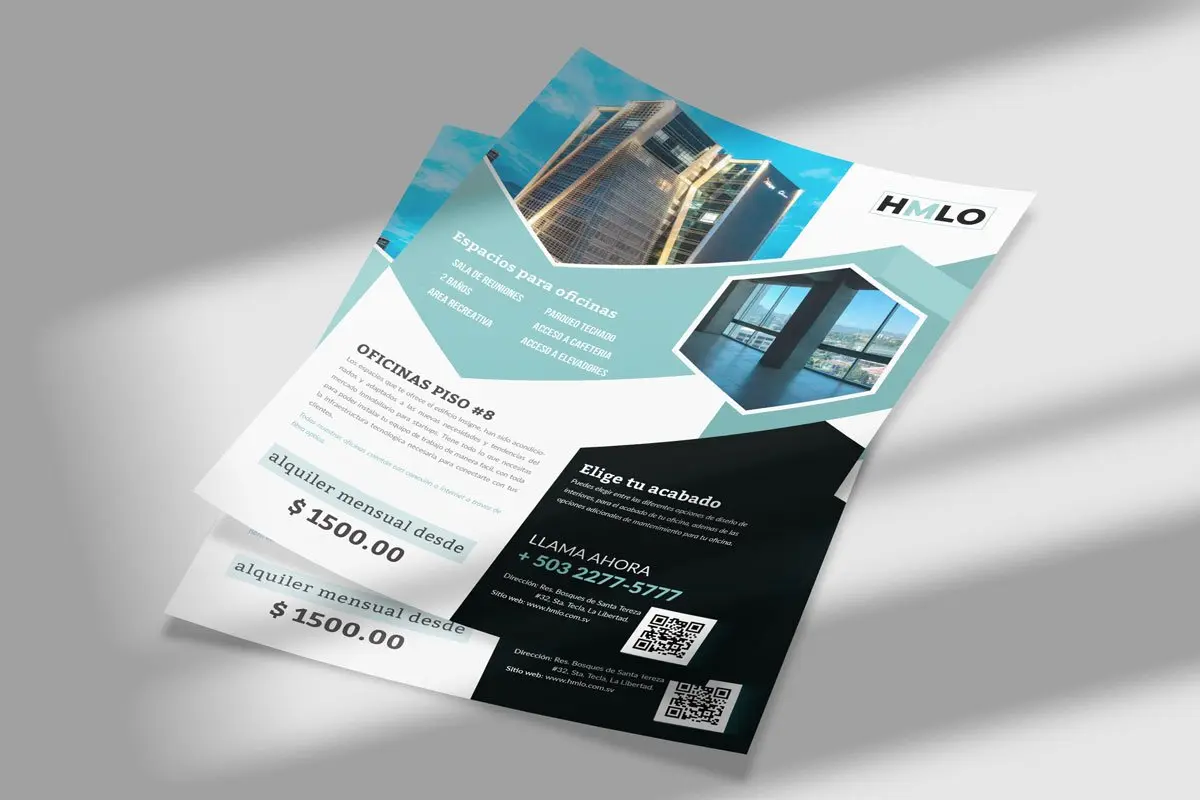 HMLO
Espacios para oficinas
SALA DE REUNIONES
2 BAÑOS
AREA RECREATIVA
PARQUEO TECHADO
ACCESO A CAFETERIA
ACCESO A ELEVADORES
OFICINAS PISO #8
Los espacios que te ofrece el edificio Insigne, han sido acondicio-
nados y adaptados a las nuevas necesidades y tendencias del
mercado inmobiliario para startups. Tiene todo lo que necesitas
para poder instalar tu equipo de trabajo de manera facil, con toda
la infraestructura tecnologica necesaria para conectarte con tus
clientes.
Todas nuestras oficinas cuentan con conexión a internet a traves de
fibra optica.
alquiler mensual desde
$ 1500.00
Elige tu acabado
Puedes elegir entre las diferentes opciones de diseño de
interiores, para el acabado de tu oficina, ademas de las
opciones adicionales de mantenimiento para tu oficina.
LLAMA AHORA
+ 503 2277-5777
Dirección: Res. Bosques de Santa Tereza
#32, Sta. Tecla, La Libertad.
Sitio web: www.hmlo.com.sv
alquiler mensual desde
$ 1500.00
Dirección: Res. Bosques de Santa Tereza
#32, Sta. Tecla, La Libertad.
Sitio web: www.hmlo.com.sv